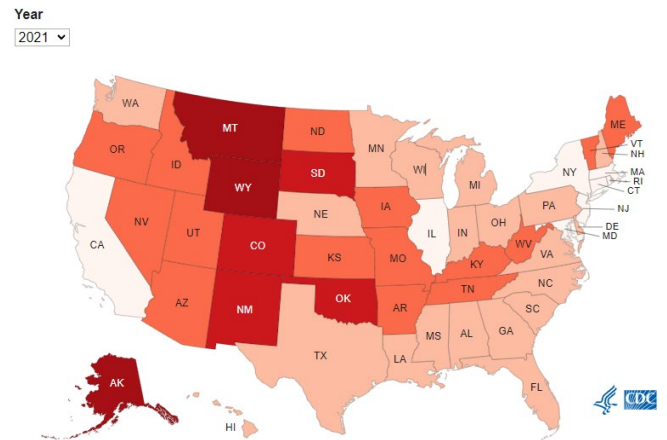 Year
2021
WA
MT
ND
OR
ID
MN
ME
VT
NH
SD
WI
NY
MA
RI
CT
WY
MI
IA
NE
PA
NJ
NV
UT
IL
IN
OH
DE
MD
CA
CO
KS
MO
WV
VA
KY
NC
TN
AZ
NM
OK
AR
SC
MS
AL
GA
TX
LA
FL
AK
HI
CDC